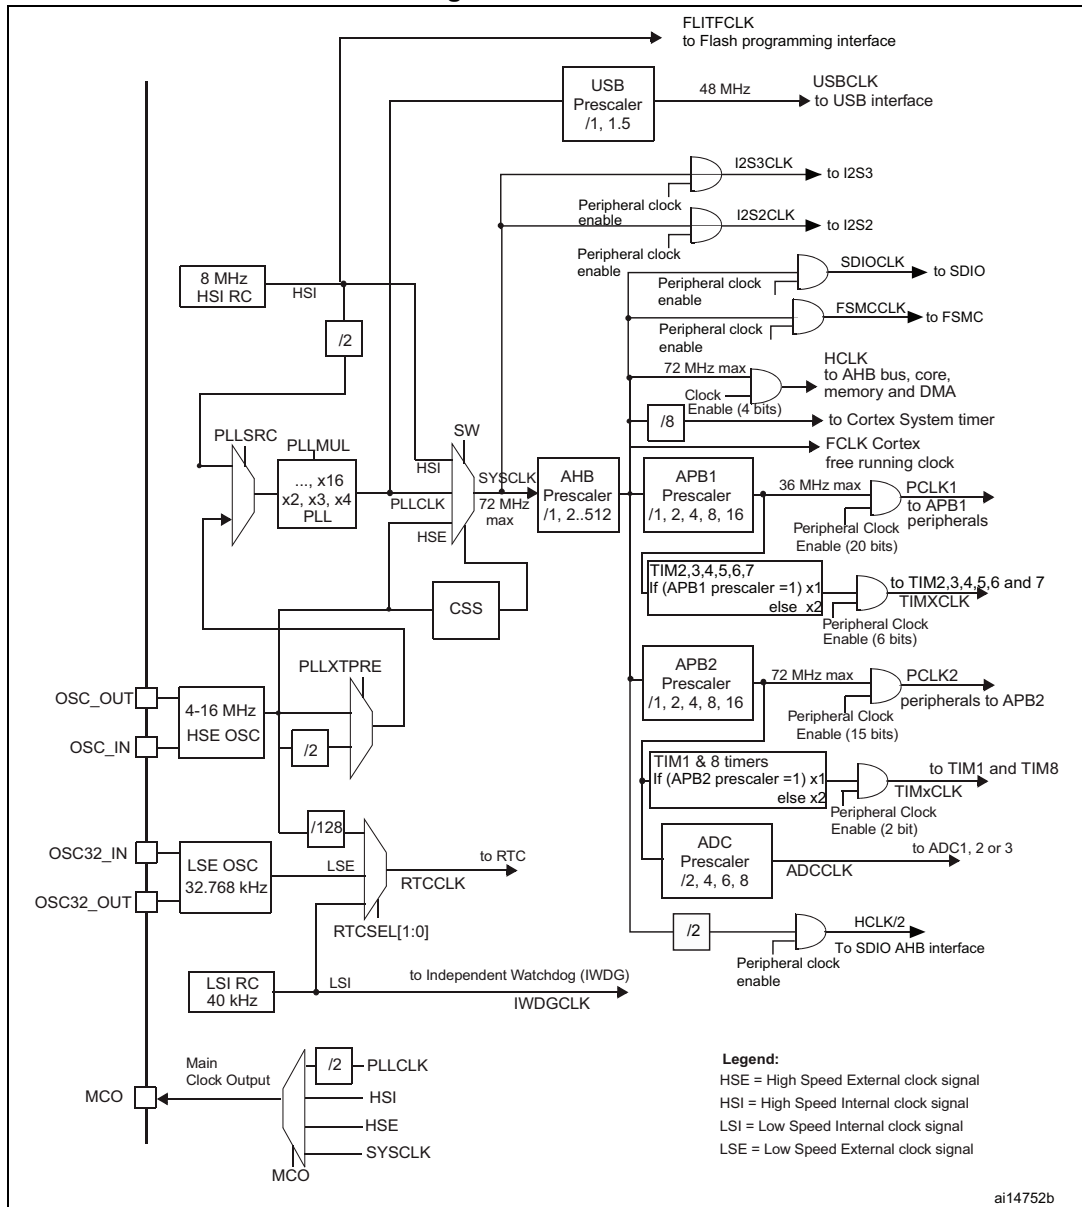 FLITFCLK
to Flash programming interface
USB
Prescaler
/1, 1.5
48 MHz
USBCLK
to USB interface
I2S3CLK
to I2S3
Peripheral clock
enable
I2S2CLK
to I2S2
Peripheral clock
enable
SDIOCLK
to SDIO
Peripheral clock
enable
FSMCCLK
to FSMC
Peripheral clock
enable
8 MHz
HSI RC
HSI
/2
72 MHz max
HCLK
to AHB bus, core,
memory and DMA
Clock
Enable (4 bits)
/8
to Cortex System timer
FCLK Cortex
free running clock
PLLSRC
PLLMUL
..., x16
x2, x3, x4
PLL
SW
HSI
PLLCLK
HSE
SYSCLK
72 MHz
max
AHB
Prescaler
/1, 2..512
APB1
Prescaler
/1, 2, 4, 8, 16
36 MHz max
PCLK1
to APB1
peripherals
Peripheral Clock
Enable (20 bits)
TIM2,3,4,5,6,7
If (APB1 prescaler =1) x1
else x2
to TIM2,3,4,5,6 and 7
TIMXCLK
Peripheral Clock
Enable (6 bits)
CSS
PLLXTPRE
OSC_OUT
OSC_IN
4-16 MHz
HSE OSC
/2
APB2
Prescaler
/1, 2, 4, 8, 16
72 MHz max
PCLK2
peripherals to APB2
Peripheral Clock
Enable (15 bits)
TIM1 & 8 timers
If (APB2 prescaler =1) x1
else x2
to TIM1 and TIM8
TIMxCLK
Peripheral Clock
Enable (2 bit)
/128
OSC32_IN
OSC32_OUT
LSE OSC
32.768 kHz
LSE
to RTC
RTCCLK
RTCSEL[1:0]
ADC
Prescaler
/2, 4, 6, 8
to ADC1, 2 or 3
ADCCLK
/2
HCLK/2
To SDIO AHB interface
Peripheral clock
enable
LSI RC
40 kHz
LSI
to Independent Watchdog (IWDG)
IWDGCLK
MCO
Main
Clock Output
/2
PLLCLK
HSI
HSE
SYSCLK
MCO
Legend:
HSE = High Speed External clock signal
HSI = High Speed Internal clock signal
LSI = Low Speed Internal clock signal
LSE = Low Speed External clock signal
ai14752b